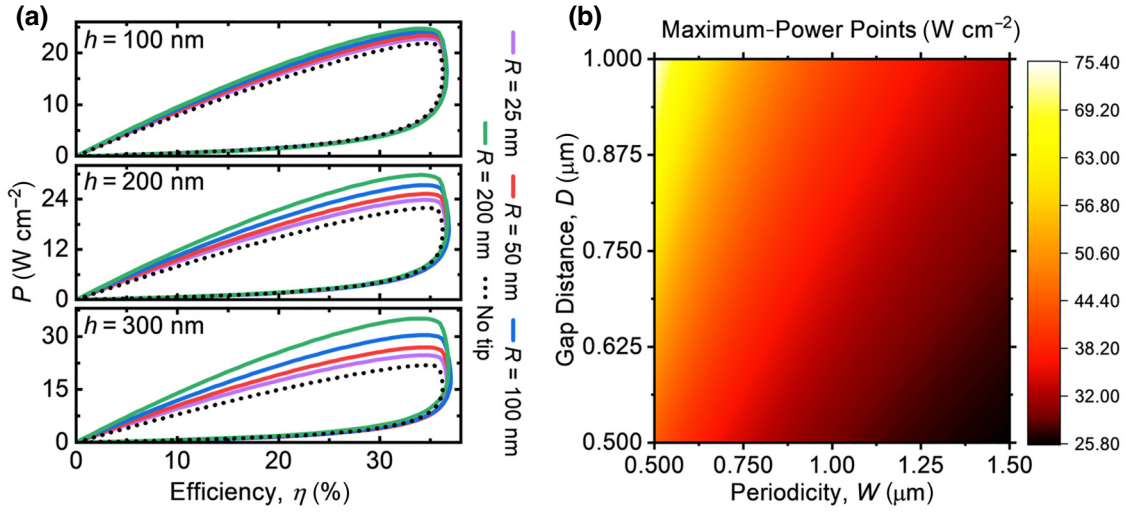 (a)
h = 100 nm
20
10
0
h = 200 nm
24
12
0
h = 300 nm
30
15
0
P (W cm−2)
0 10 20 30
Efficiency, η (%)
R = 25 nm R = 50 nm R = 100 nm
R = 200 nm No tip
(b)
Maximum-Power Points (W cm−2)
1.000
0.875
0.750
0.625
0.500
Gap Distance, D (μm)
0.500 0.750 1.00 1.25 1.50
Periodicity, W (μm)
75.40
69.20
63.00
56.80
50.60
44.40
38.20
32.00
25.80